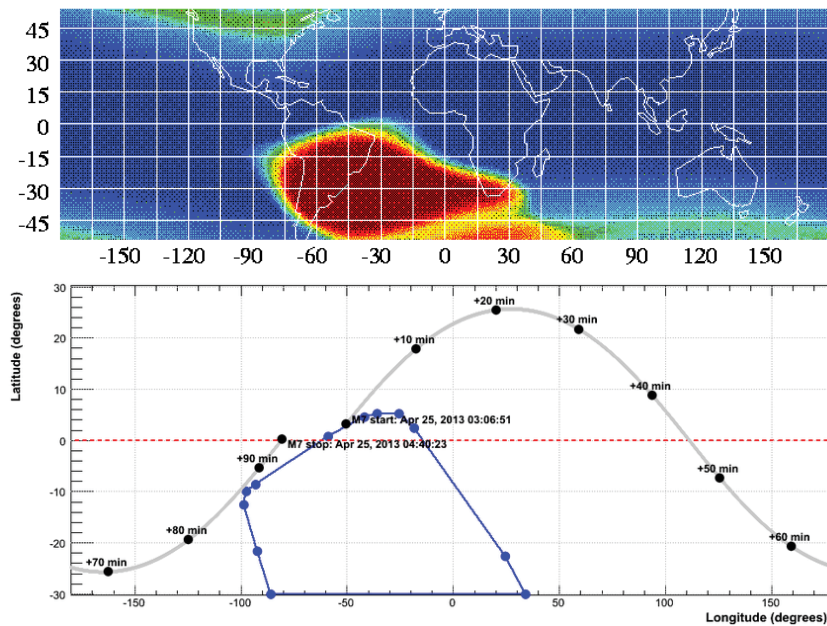 45
30
15
0
-15
-30
-45
-150 -120 -90 -60 -30 0 30 60 90 120 150
30
+20 min
+30 min
20
+10 min
+40 min
10
M7 start: Apr 25, 2013 03:06:51
0
M7 stop: Apr 25, 2013 04:40:23
+90 min
+50 min
-10
+80 min
+60 min
-20
+70 min
-30
-150 -100 -50 0 50 100 150
Latitude (degrees)
Longitude (degrees)